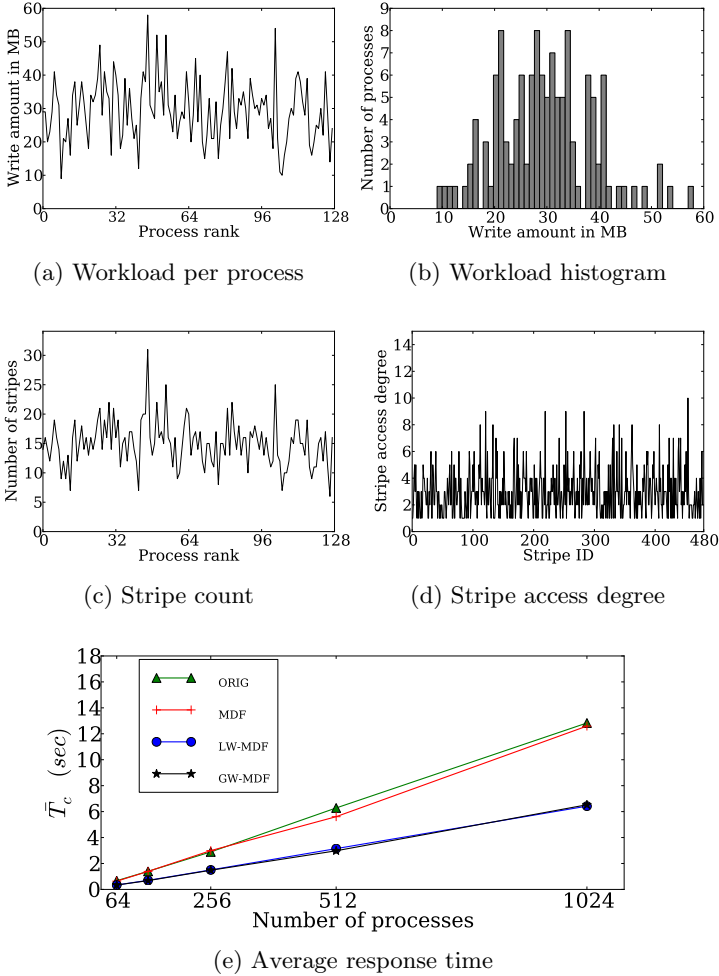 60
50
40
30
20
10
0
Write amount in MB
0 32 64 96 128
Process rank
(a) Workload per process
9
8
7
6
5
4
3
2
1
0
Number of processes
0 10 20 30 40 50 60
Write amount in MB
(b) Workload histogram
30
25
20
15
10
5
0
Number of stripes
0 32 64 96 128
Process rank
(c) Stripe count
14
12
10
8
6
4
2
0
Stripe access degree
0 100 200 300 400 480
Stripe ID
(d) Stripe access degree
18
16
14
12
10
8
6
4
2
0
T̄c (sec)
ORIG
MDF
LW-MDF
GW-MDF
64 256 512 1024
Number of processes
(e) Average response time